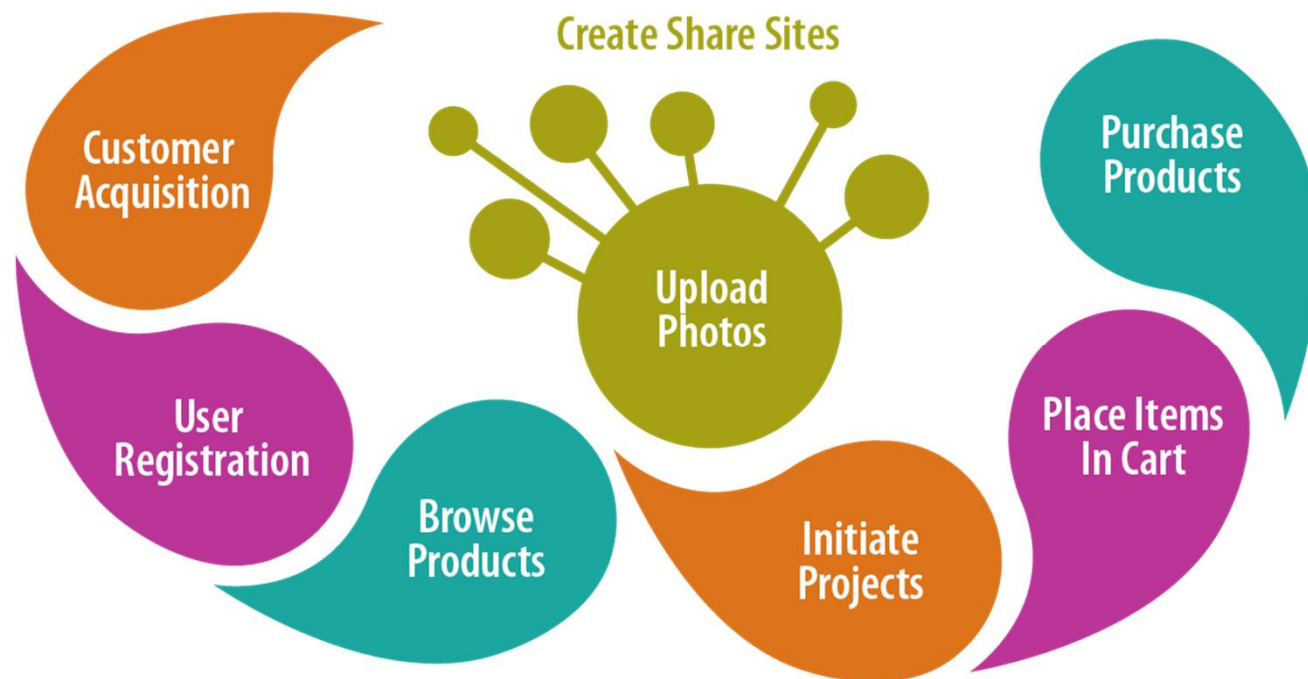 Create Share Sites
Customer
Acquisition
User
Registration
Browse
Products
Upload
Photos
Initiate
Projects
Place Items
In Cart
Purchase
Products